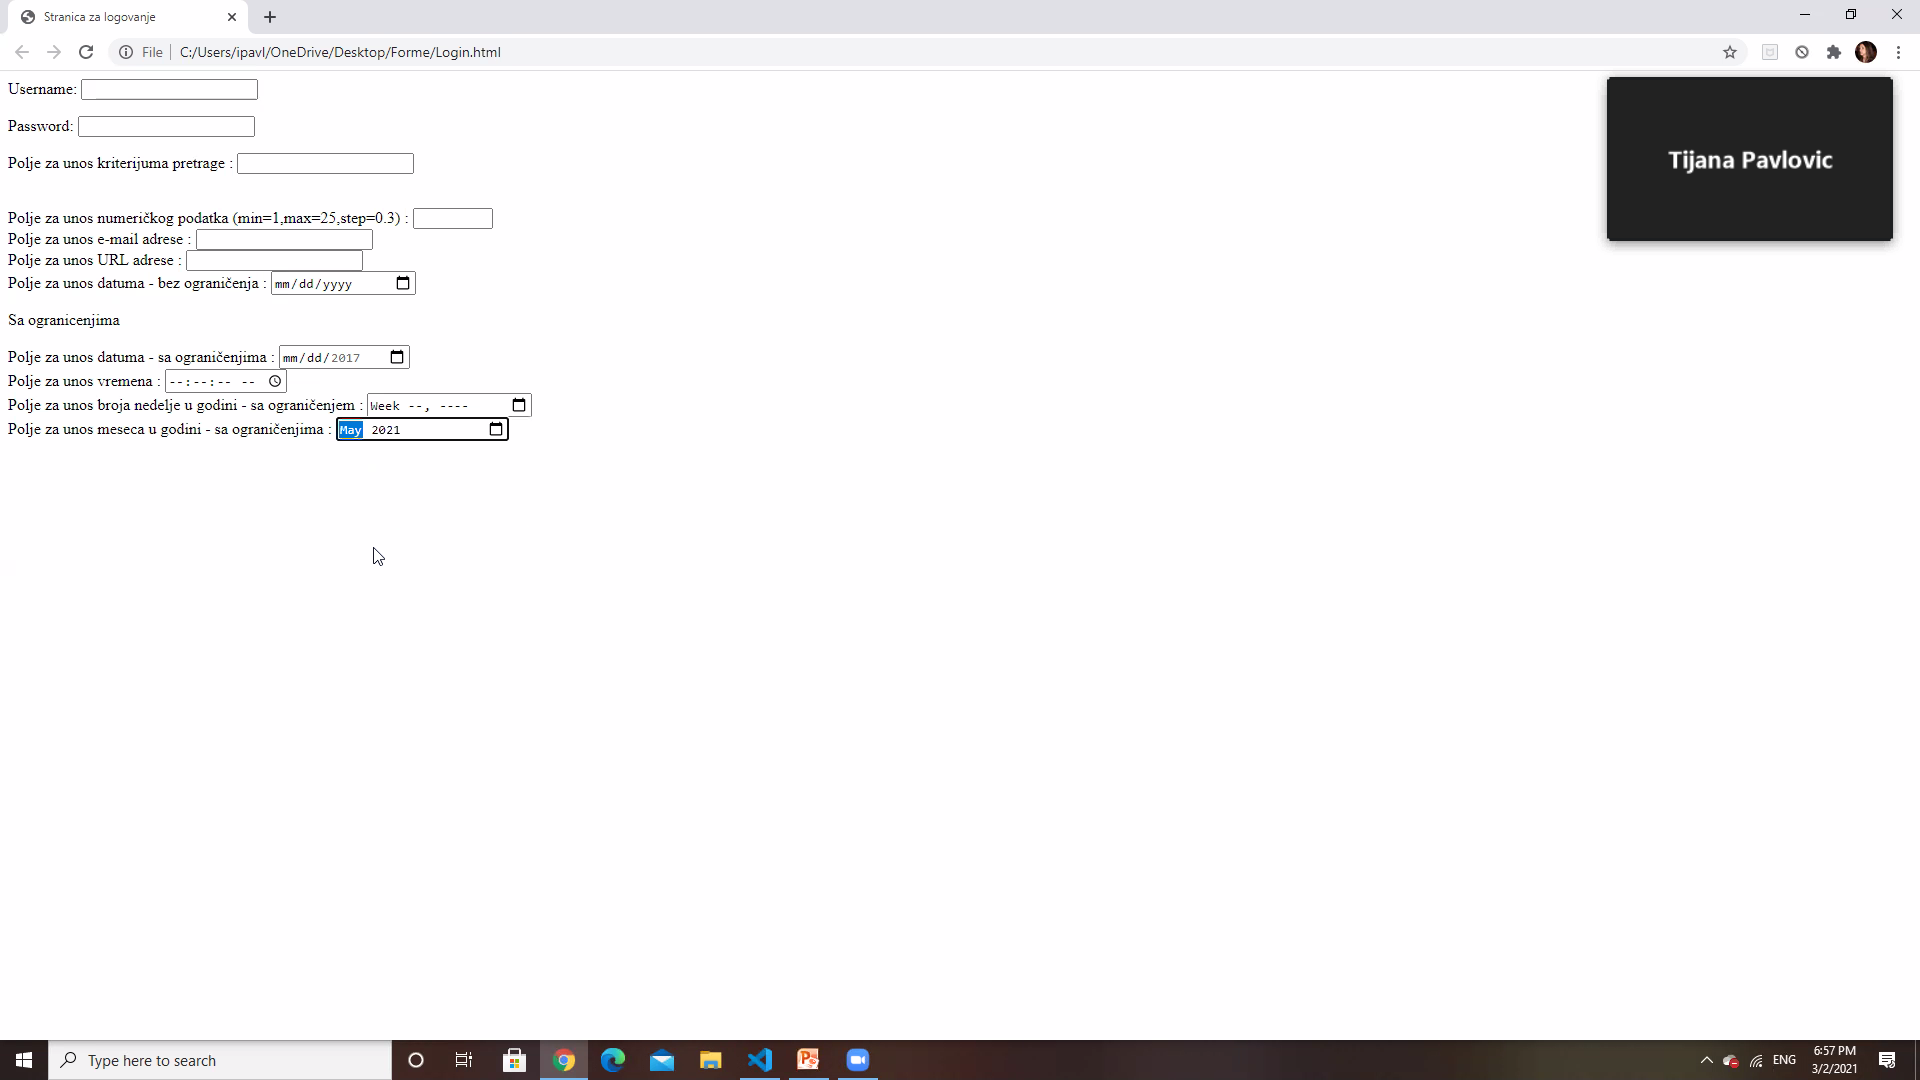 Stranica za logovanje
File
C:/Users/ipavl/OneDrive/Desktop/Forme/Login.html
Username:
Tijana Pavlovic
Password:
Polje za unos kriterijuma pretrage :
Polje za unos numeričkog podatka (min=1,max=25,step=0.3) :
Polje za unos e-mail adrese :
Polje za unos URL adrese :
Polje za unos datuma - bez ograničenja : mm/dd/yyyy
Sa ogranicenjima
Polje za unos datuma - sa ograničenjima : mm/dd/2017
Polje za unos vremena : --:--:-- --
Polje za unos broja nedelje u godini - sa ograničenjem : Week --, ----
Polje za unos meseca u godini - sa ograničenjima : May 2021
Type here to search
ENG
6:57 PM
3/2/2021